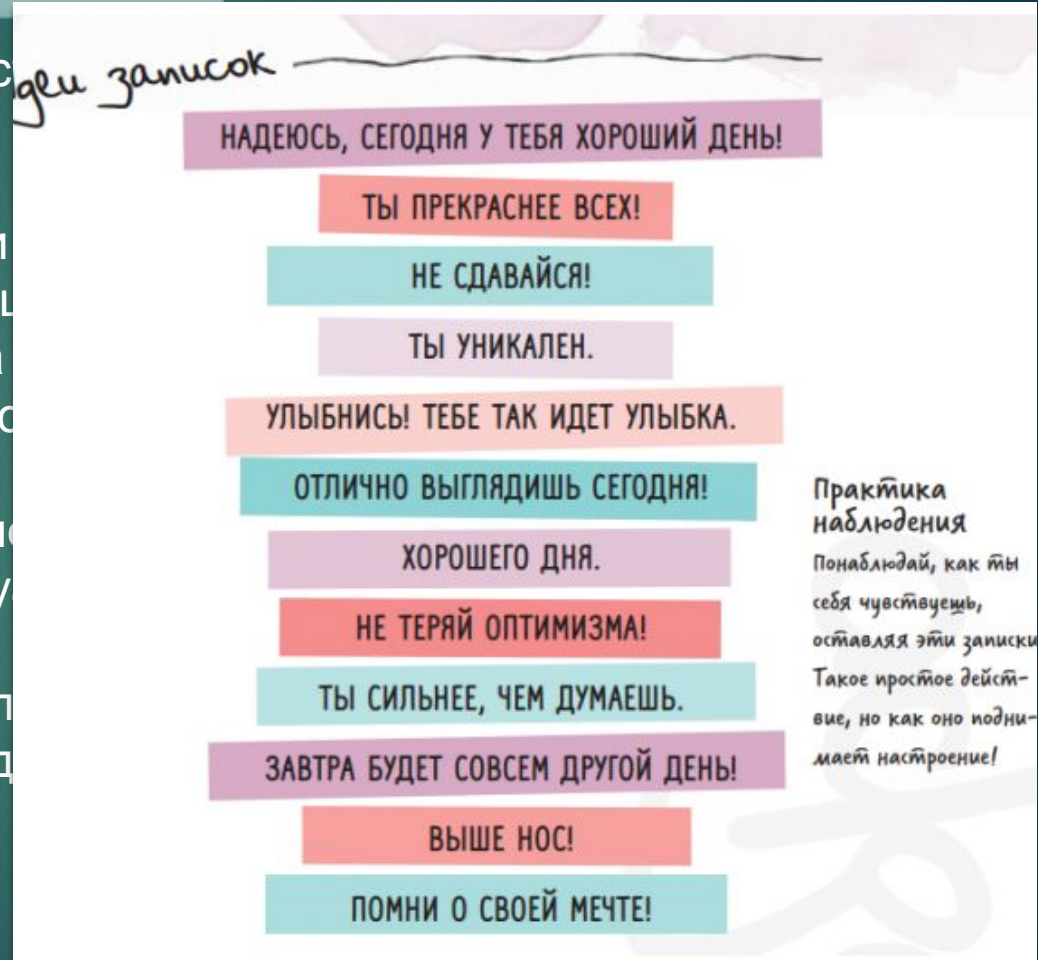 деи записок
НАДЕЮСЬ, СЕГОДНЯ У ТЕБЯ ХОРОШИЙ ДЕНЬ!
ТЫ ПРЕКРАСНЕЕ ВСЕХ!
НЕ СДАВАЙСЯ!
ТЫ УНИКАЛЕН.
УЛЫБНИСЬ! ТЕБЕ ТАК ИДЕТ УЛЫБКА.
ОТЛИЧНО ВЫГЛЯДИШЬ СЕГОДНЯ!
ХОРОШЕГО ДНЯ.
НЕ ТЕРЯЙ ОПТИМИЗМА!
ТЫ СИЛЬНЕЕ, ЧЕМ ДУМАЕШЬ.
ЗАВТРА БУДЕТ СОВСЕМ ДРУГОЙ ДЕНЬ!
ВЫШЕ НОС!
ПОМНИ О СВОЕЙ МЕЧТЕ!
Практика
наблюдения
Понаблюдай, как ты
себя чувствуешь,
оставляя эти записки
Такое простое дейст-
вие, но как оно подни-
мает настроение!